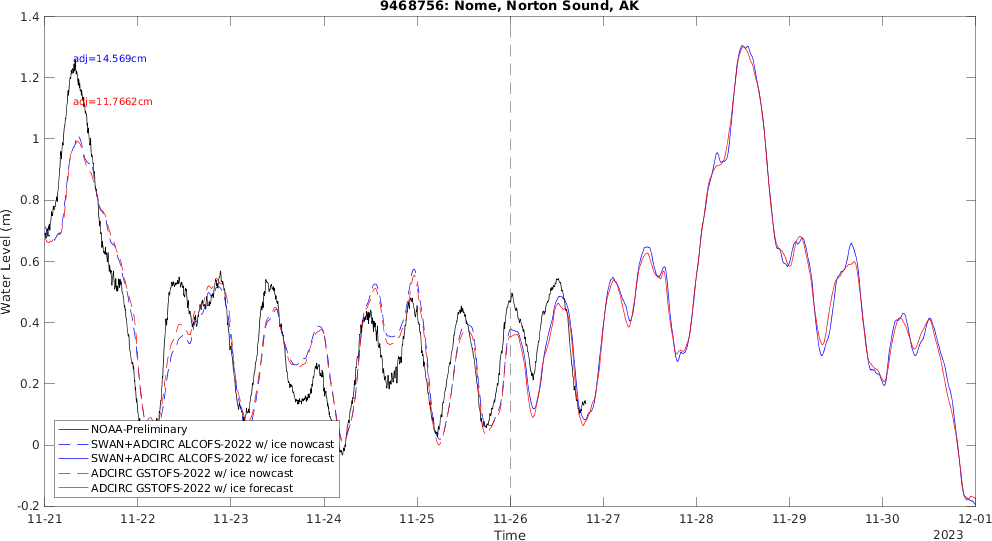 9468756: Nome, Norton Sound, AK
1.4
1.2
1
0.8
0.6
0.4
0.2
0
-0.2
Water Level (m)
adj=14.569cm
adj=11.7662cm
NOAA-Preliminary
SWAN+ADCIRC ALCOFS-2022 w/ ice nowcast
SWAN+ADCIRC ALCOFS-2022 w/ ice forecast
ADCIRC GSTOFS-2022 w/ ice nowcast
ADCIRC GSTOFS-2022 w/ ice forecast
11-21 11-22 11-23 11-24 11-25 11-26 11-27 11-28 11-29 11-30 12-01
Time
2023